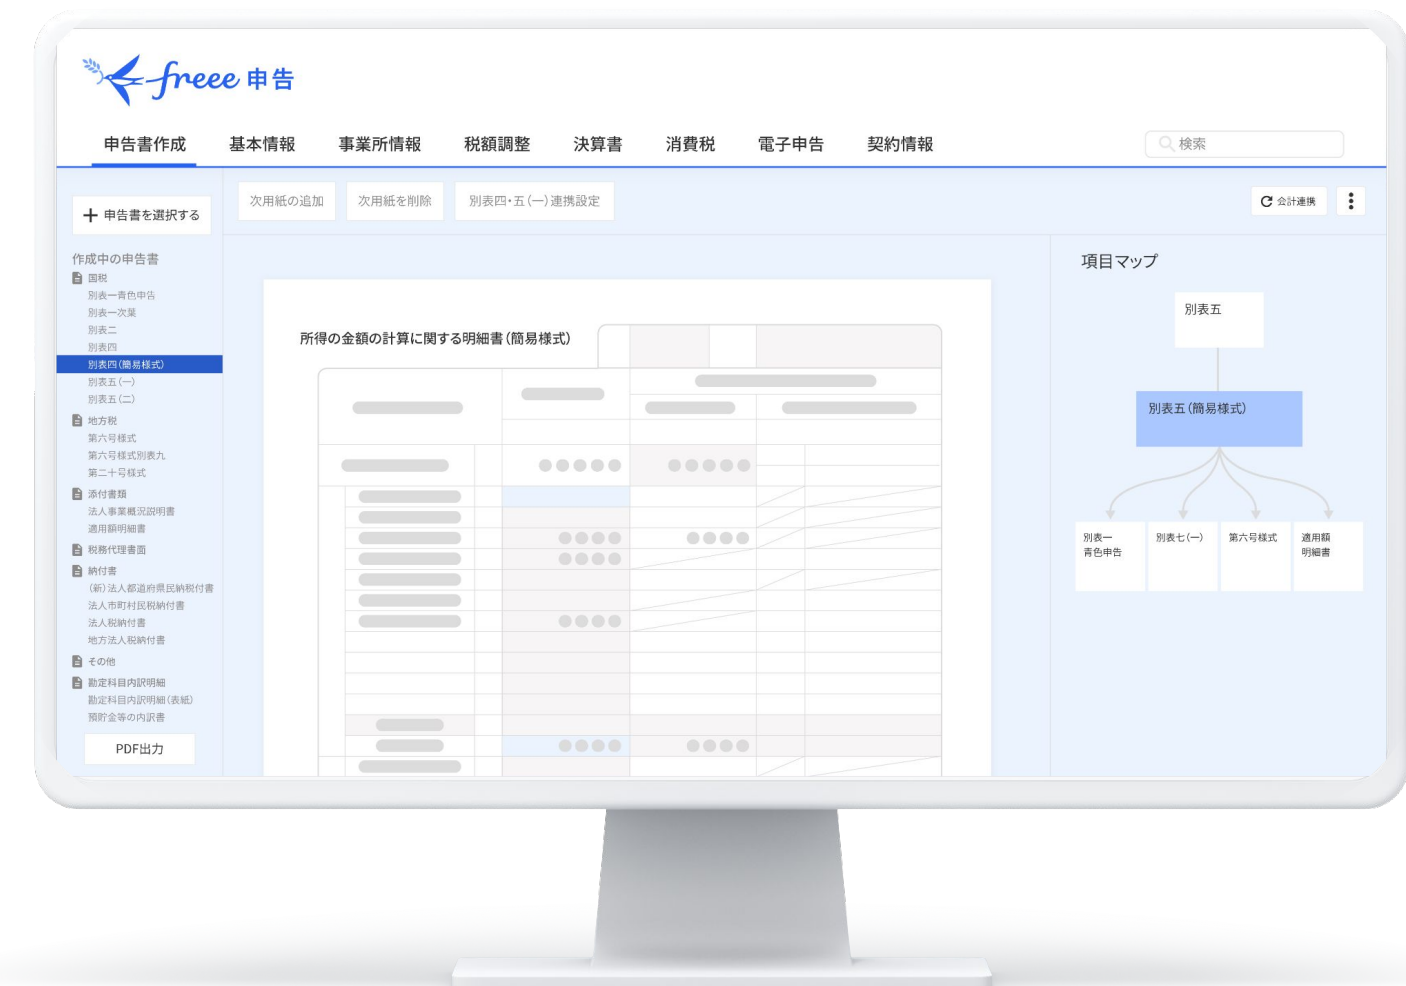 freee 申告
申告書作成 基本情報 事業所情報 税額調整 決算書 消費税 電子申告 契約情報 検索
申告書を選択する
次用紙の追加 次用紙を削除 別表四・五(一)連携設定 会計連携
作成中の申告書
国税
別表一青色申告
別表一次葉
別表二
別表四
別表四(簡易様式)
別表五(一)
別表五(二)
地方税
第六号様式
第六号様式別表九
第二十号様式
添付書類
法人事業概況説明書
適用額明細書
税務代理書面
納付書
(新)法人都道府県民納税付書
法人市町村民税納付書
法人税納付書
地方法人税納付書
その他
勘定科目内訳明細
勘定科目内訳明細(表紙)
預貯金等の内訳書
PDF出力
所得の金額の計算に関する明細書(簡易様式)
項目マップ
別表五
別表五(簡易様式)
別表一
青色申告
別表七(一)
第六号様式
適用額
明細書